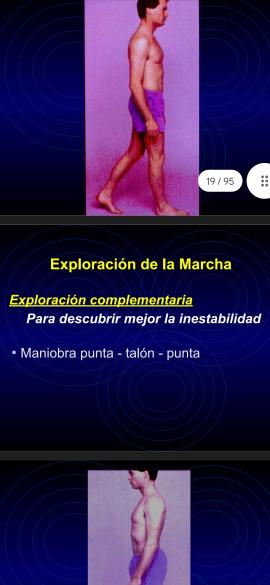 19 / 95
Exploración de la Marcha
Exploración complementaria
Para descubrir mejor la inestabilidad
• Maniobra punta - talón - punta